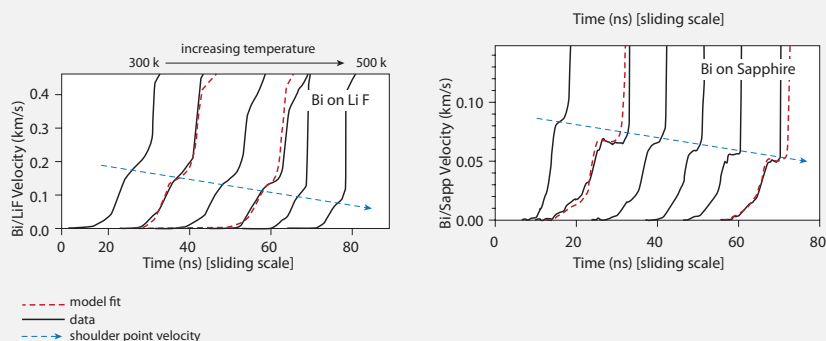 Time (ns) [sliding scale]
increasing temperature
300 k
500 k
Bi/LiF Velocity (km/s)
0.4
0.3
0.2
0.1
0.0
Bi on Li F
0
20
40
60
80
Time (ns) [sliding scale]
Bi/Sapp Velocity (km/s)
0.10
0.05
0.00
Bi on Sapphire
0
20
40
60
80
Time (ns) [sliding scale]
model fit
data
shoulder point velocity